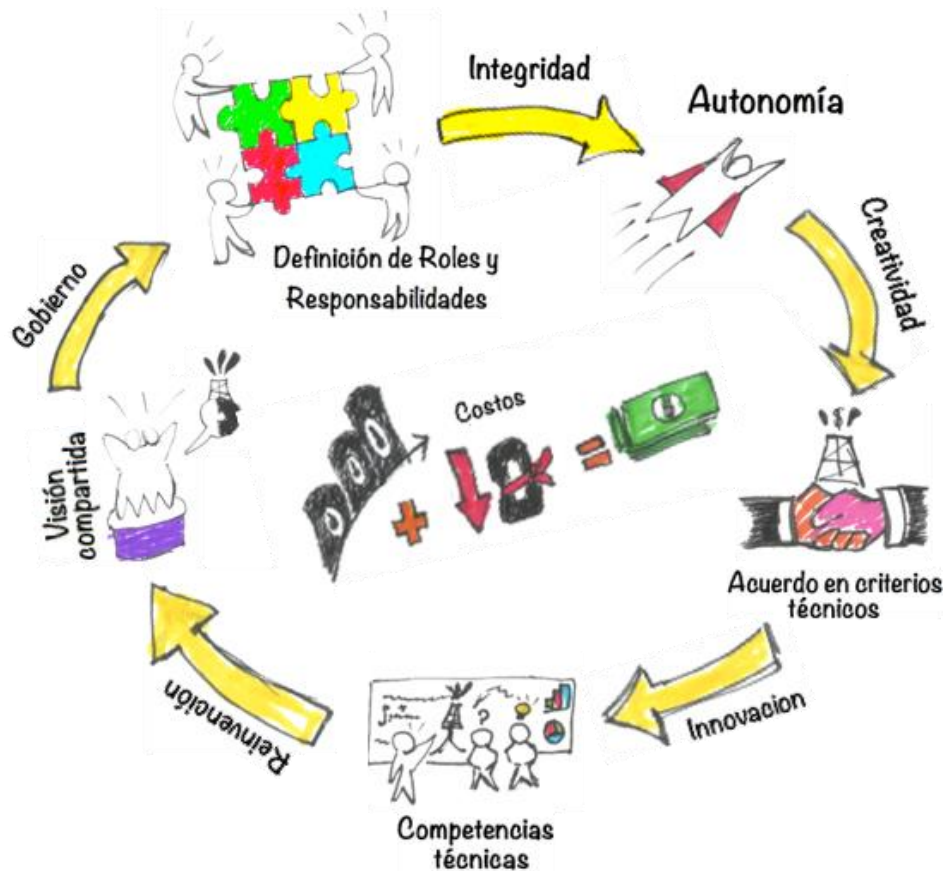 Integridad
Autonomía
Creatividad
Definición de Roles y
Responsabilidades
Gobierno
Costos
$
Visión
compartida
$
Acuerdo en criterios
técnicos
Innovacion
Reinvención
?
Competencias
técnicas